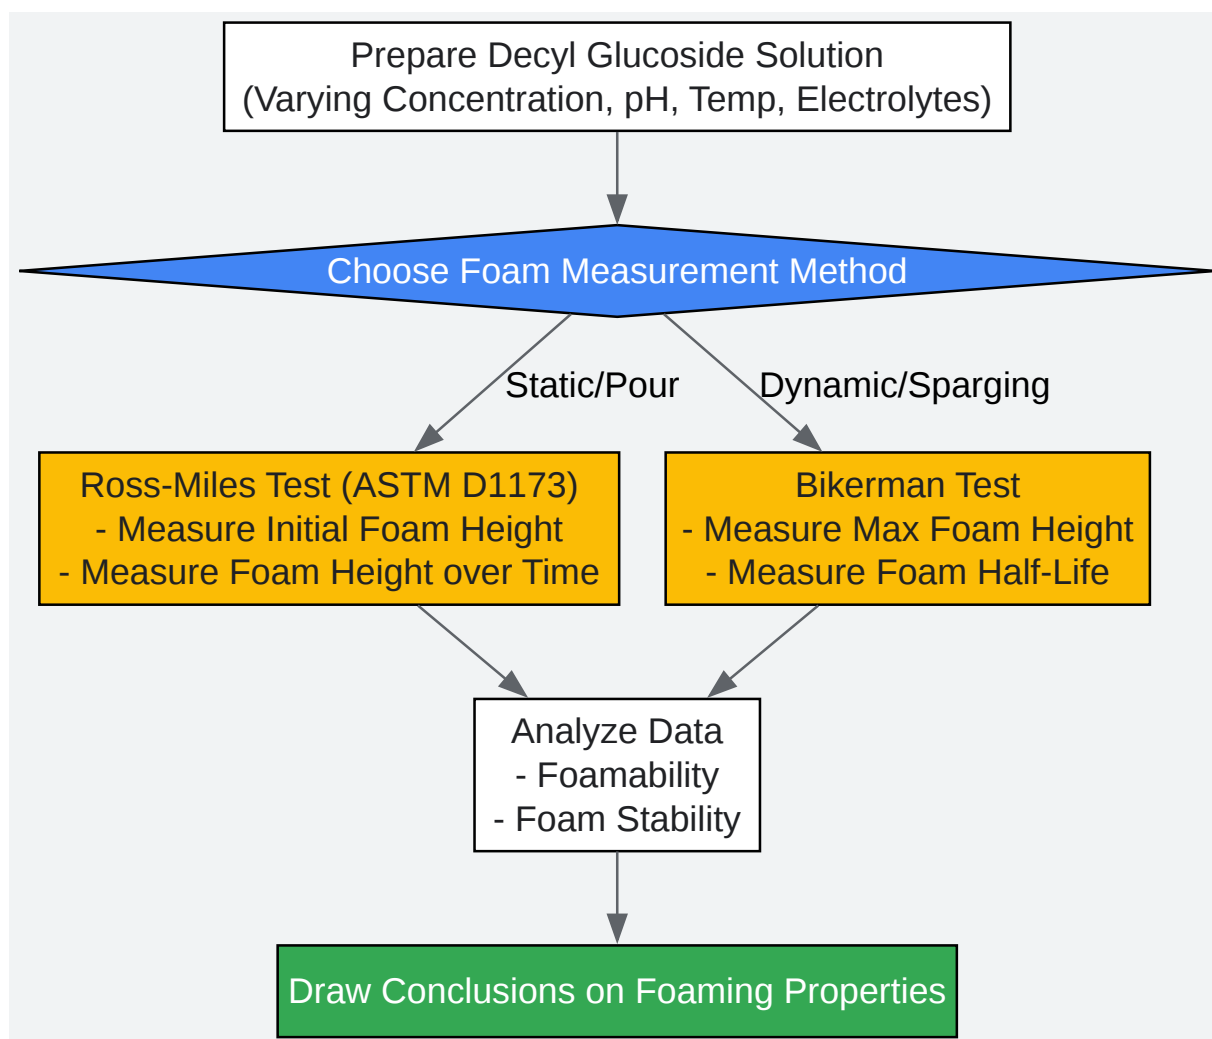 Prepare Decyl Glucoside Solution
(Varying Concentration, pH, Temp, Electrolytes)
Choose Foam Measurement Method
Static/Pour
Dynamic/Sparging
Ross-Miles Test (ASTM D1173)
- Measure Initial Foam Height
- Measure Foam Height over Time
Bikerman Test
- Measure Max Foam Height
- Measure Foam Half-Life
Analyze Data
- Foamability
- Foam Stability
Draw Conclusions on Foaming Properties